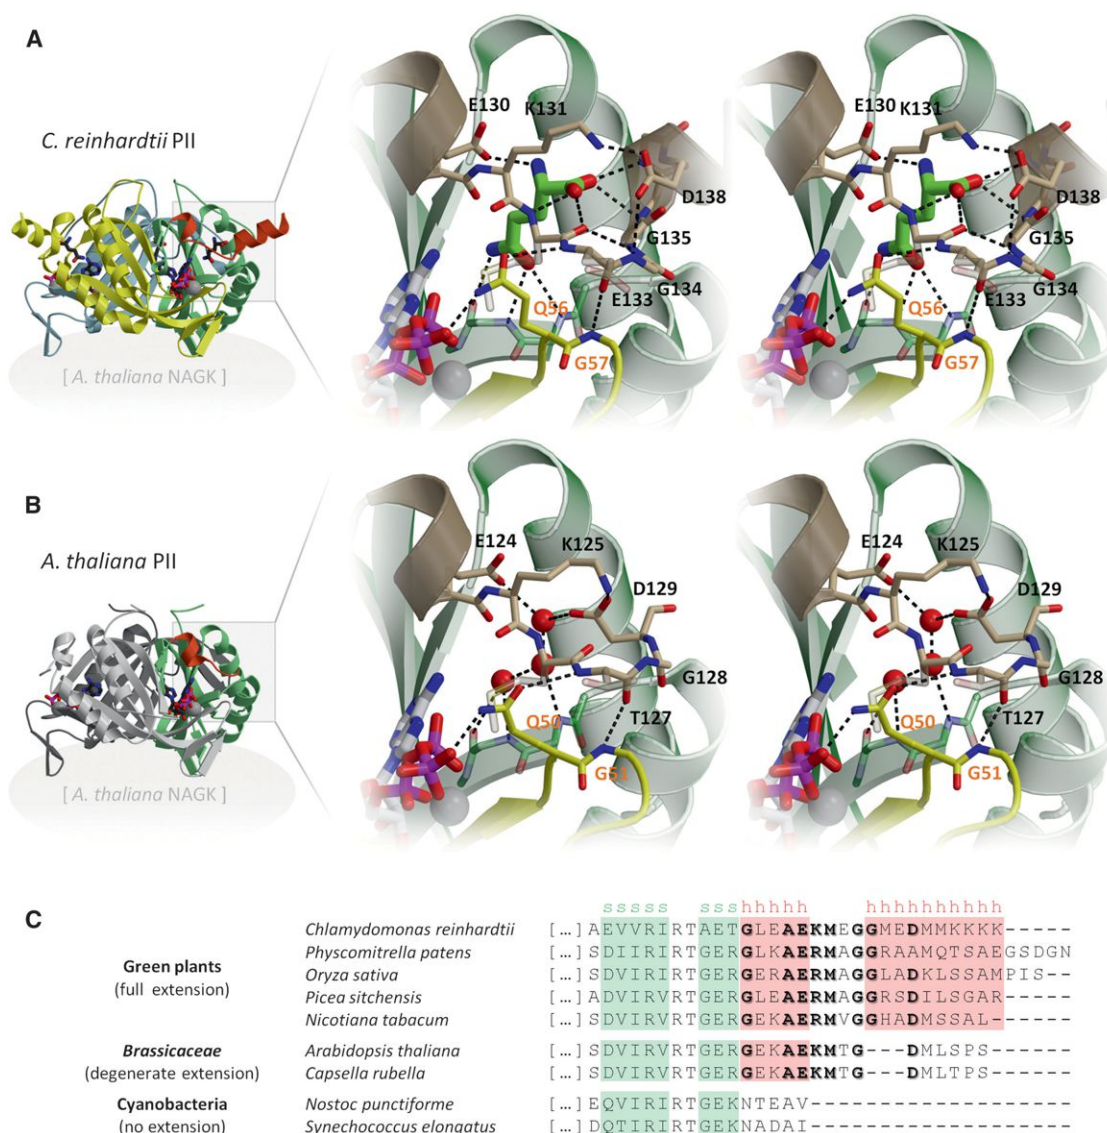 A
C. reinhardtii PII
[ A. thaliana NAGK ]
E130 K131 D138 G135 G134 E133 Q56 G57
E130 K131 D138 G135 G134 E133 Q56 G57
B
A. thaliana PII
[ A. thaliana NAGK ]
E124 K125 D129 G128 T127 Q50 G51
E124 K125 D129 G128 T127 Q50 G51
C
sssss sss hhhhh hhhhhhhhhh
Green plants
(full extension)
Chlamydomonas reinhardtii [...]AEVVRIRTAETGLEAEKMEGGMEDMMKKKK-----
Physcomitrella patens [...]SDIIRIRTGERGLKAERMAGGRAAMQTSAEGSDGN
Oryza sativa [...]SDVIRVRTGERGLEAERMAGGLADKLSSAMPIS--
Picea sitchensis [...]ADVIRVRTGERGLEAERMAGGRSDILSGAR-----
Nicotiana tabacum [...]SDVIRVRTGERGEKAERMVGGHADMSSAL------
Brassicaceae
(degenerate extension)
Arabidopsis thaliana [...]SDVIRVRTGERGEKAEKMTG---DMLSPS------
Capsella rubella [...]SDVIRVRTGERGEKAEKMTG---DMLTPS------
Cyanobacteria
(no extension)
Nostoc punctiforme [...]EQVIRIRTGEKNTEAV-------------------
Synechococcus elongatus [...]DQTIRIRTGEKNADAI-------------------